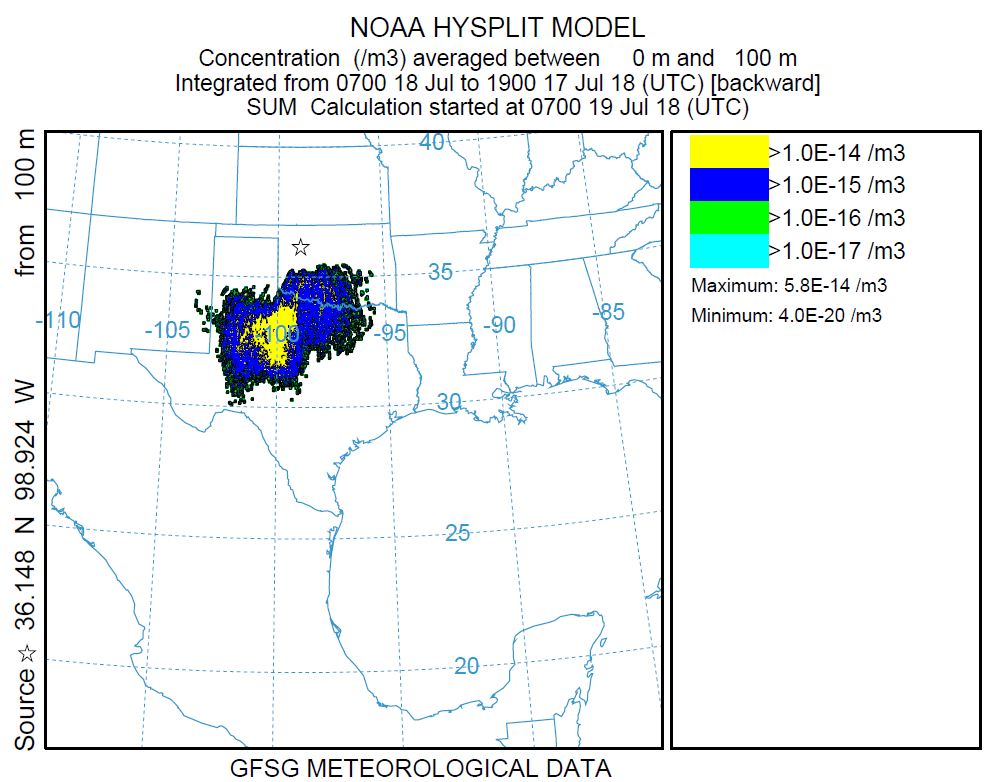 NOAA HYSPLIT MODEL
Concentration (/m3) averaged between 0 m and 100 m
Integrated from 0700 18 Jul to 1900 17 Jul 18 (UTC) [backward]
SUM Calculation started at 0700 19 Jul 18 (UTC)
Source ☆ 36.148 N 98.924 W from 100 m
40
35
-110
-105
-100
-95
-90
-85
30
25
20
>1.0E-14 /m3
>1.0E-15 /m3
>1.0E-16 /m3
>1.0E-17 /m3
Maximum: 5.8E-14 /m3
Minimum: 4.0E-20 /m3
GFSG METEOROLOGICAL DATA